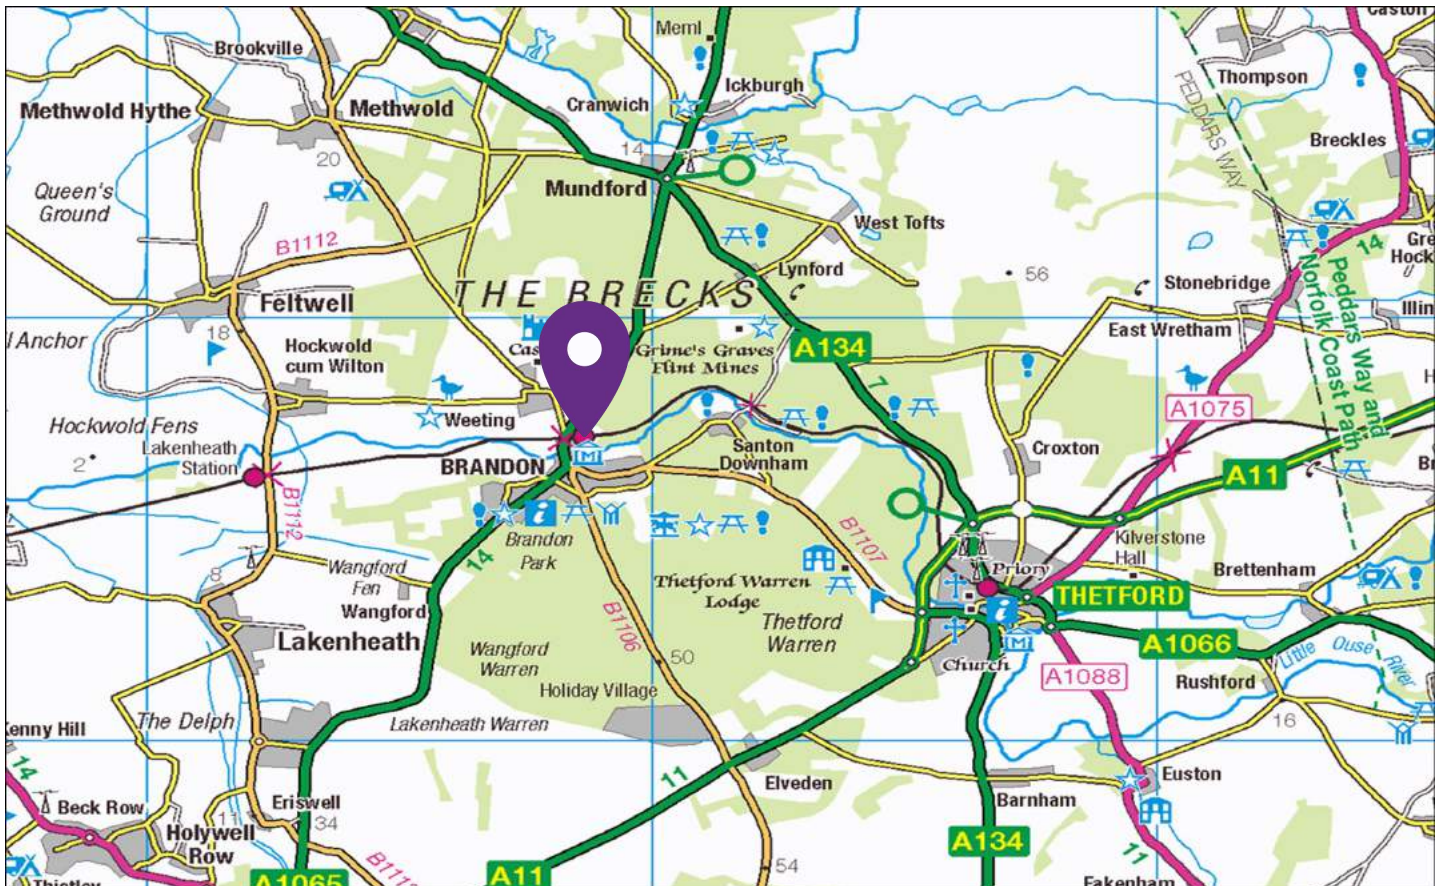 Caston
Meml
Brookville
Ickburgh
Thompson
Cranwich
Methwold Hythe
Methwold
PEDDARS WAY
Breckles
20
14
Mundford
Queen's
Ground
West Tofts
B1112
14
Lynford
56
Stonebridge
THE BRECKS
Feltwell
Peddars Way and
Norfolk Coast Path
East Wretham
18
A134
Hockwold
cum Wilton
Grime's Graves
Flint Mines
7
A1075
Weeting
Hockwold Fens
Lakenheath
Station
2
Santon
Downham
Croxton
BRANDON
A11
B1112
i
Brandon
Park
14
B1107
Kilverstone
Hall
Wangford
Fen
8
Priory
Brettenham
Thetford Warren
Lodge
THETFORD
Wangford
i
B1106
Thetford
Warren
Lakenheath
A1066
Wangford
Warren
50
Church
Little Ouse River
A1088
Rushford
Holiday Village
The Delph
Lakenheath Warren
16
Kenny Hill
14
11
Elveden
Euston
Barnham
Beck Row
Eriswell
11
34
Holywell
Row
A134
11
54
A1065
A11
Fakenham